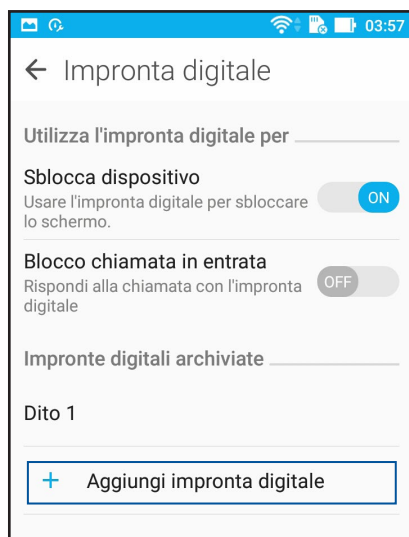 03:57
Impronta digitale
Utilizza l'impronta digitale per
Sblocca dispositivo
Usare l'impronta digitale per sbloccare
lo schermo.
ON
Blocco chiamata in entrata
Rispondi alla chiamata con l'impronta
digitale
OFF
Impronte digitali archiviate
Dito 1
+ Aggiungi impronta digitale